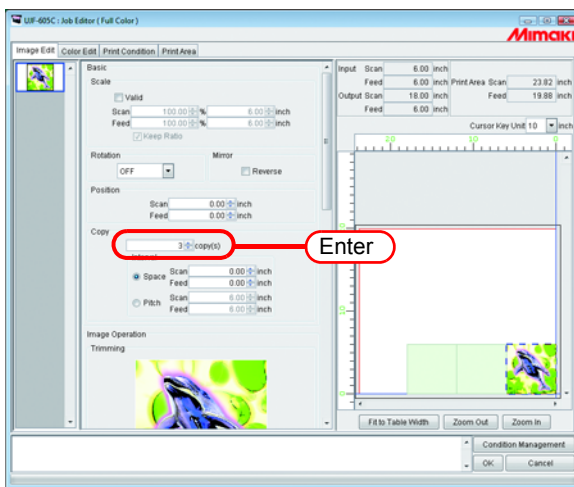 UJF-605C : Job Editor ( Full Color )
Mimaki
Image Edit Color Edit Print Condition Print Area
Basic
Scale
Valid
Scan 100.00 % 6.00 inch
Feed 100.00 % 6.00 inch
Keep Ratio
Rotation Mirror
OFF Reverse
Position
Scan 0.00 inch
Feed 0.00 inch
Copy
3 copy(s)
Enter
Interval
Space Scan 0.00 inch
Feed 0.00 inch
Pitch Scan 6.00 inch
Feed 6.00 inch
Image Operation
Trimming
Input Scan 6.00 inch
Feed 6.00 inch Print Area Scan 23.82 inch
Output Scan 18.00 inch Feed 19.88 inch
Feed 6.00 inch
Cursor Key Unit 10 inch
20 10 0
0
Fit to Table Width Zoom Out Zoom In
Condition Management
OK Cancel